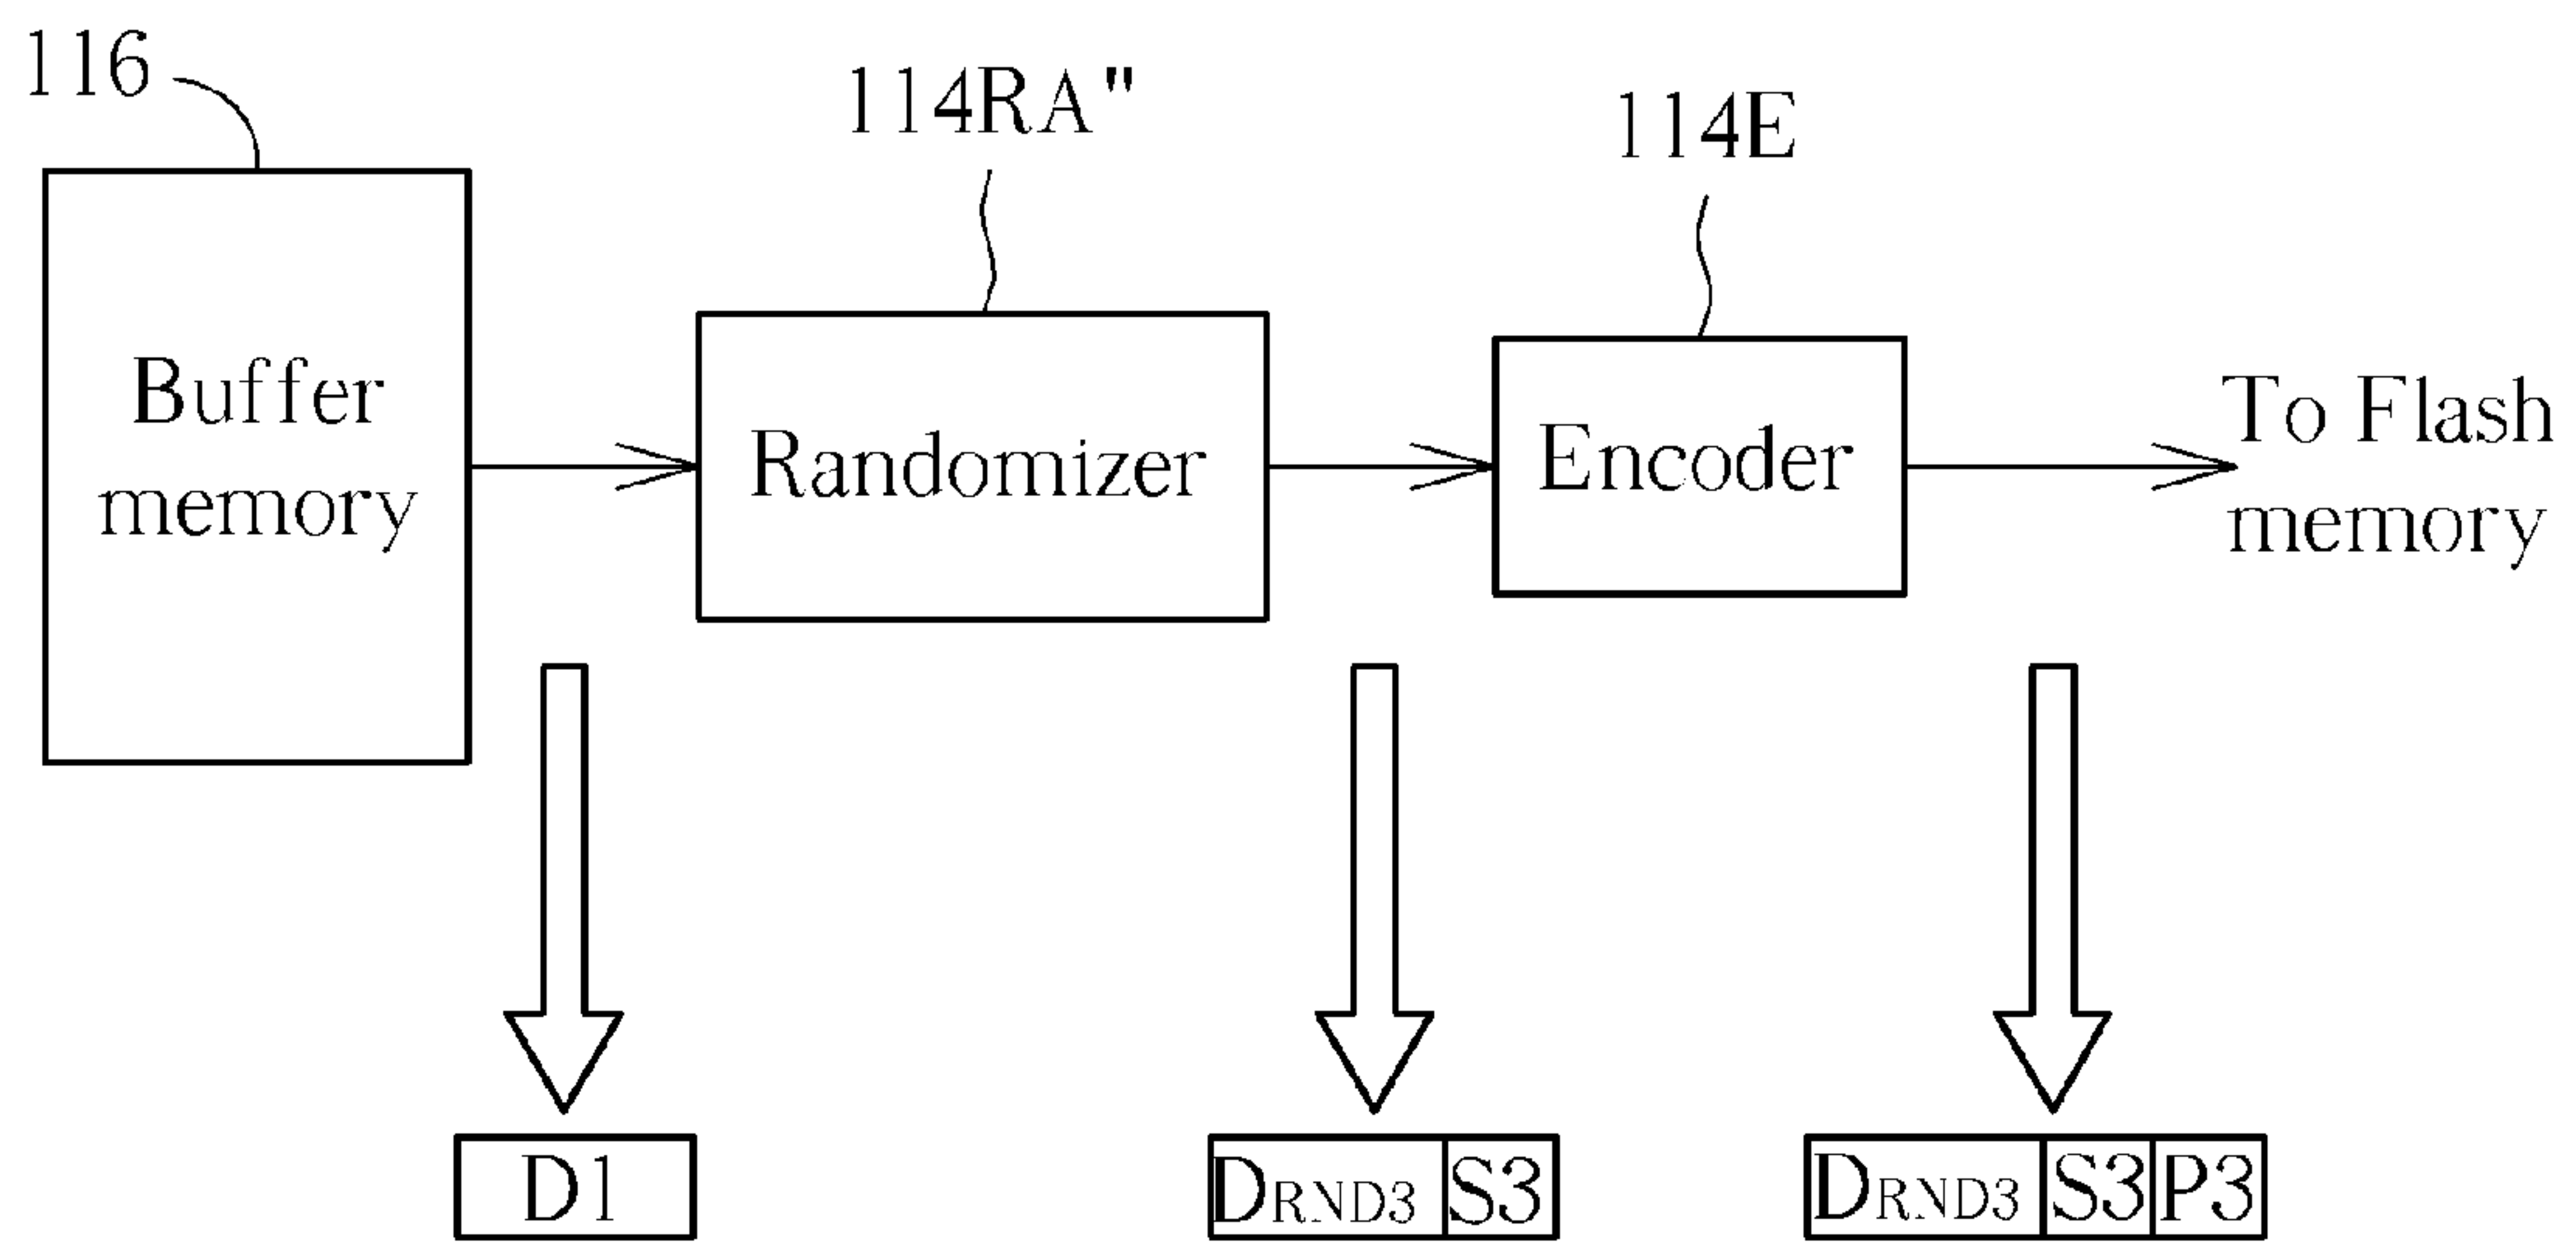 116
114RA"
114E
Buffer
memory
Randomizer
Encoder
To Flash
memory
D1
DRND3 S3
DRND3 S3 P3